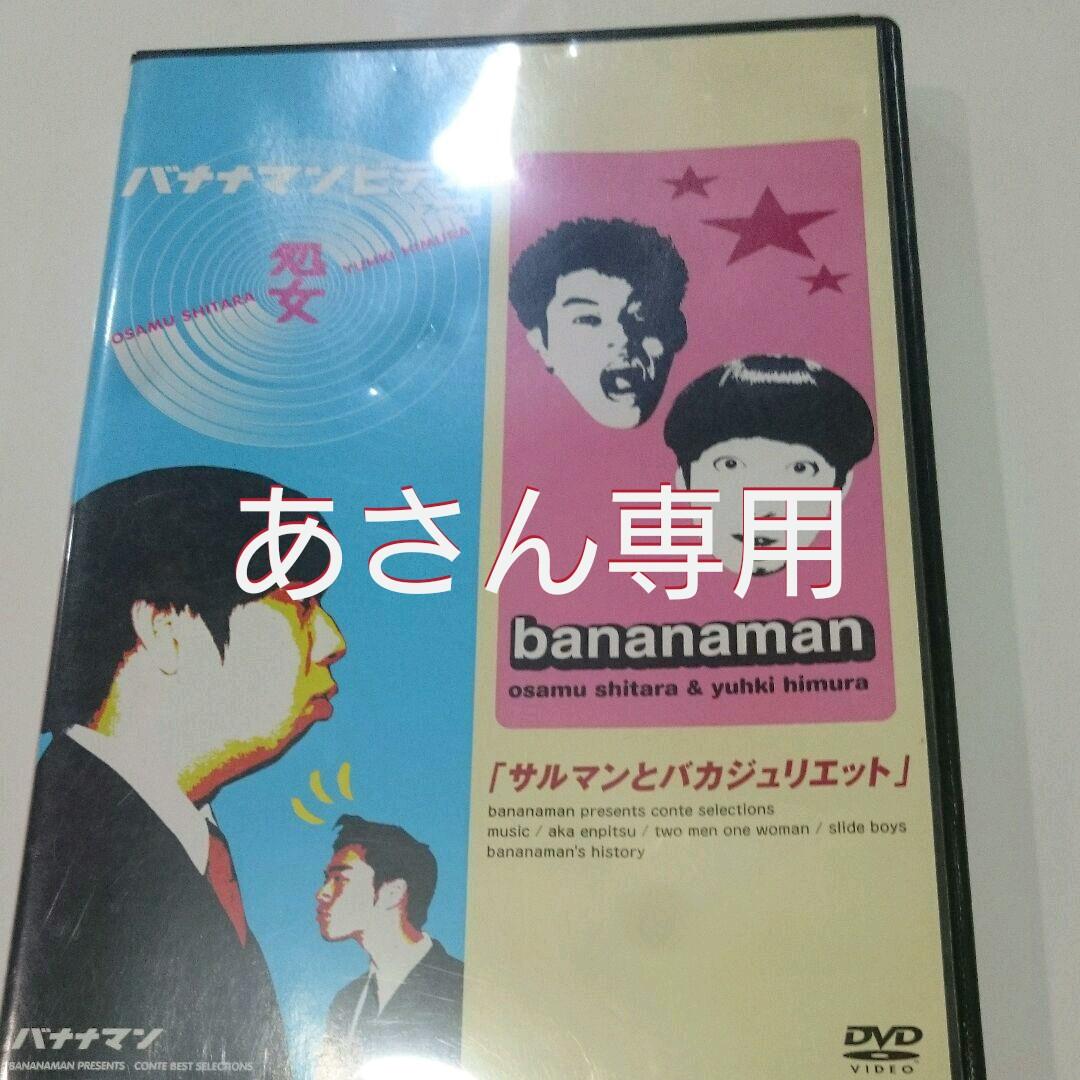 バナナマンビデ
処女
OSAMU SHITARA
YUHKI HIMURA
あさん専用
bananaman
osamu shitara & yuhki himura
「サルマンとバカジュリエット」
bananaman presents conte selections
music / aka enpitsu / two men one woman / slide boys
bananaman's history
バナナマン
BANANAMAN PRESENTS CONTE BEST SELECTIONS
DVD
VIDEO